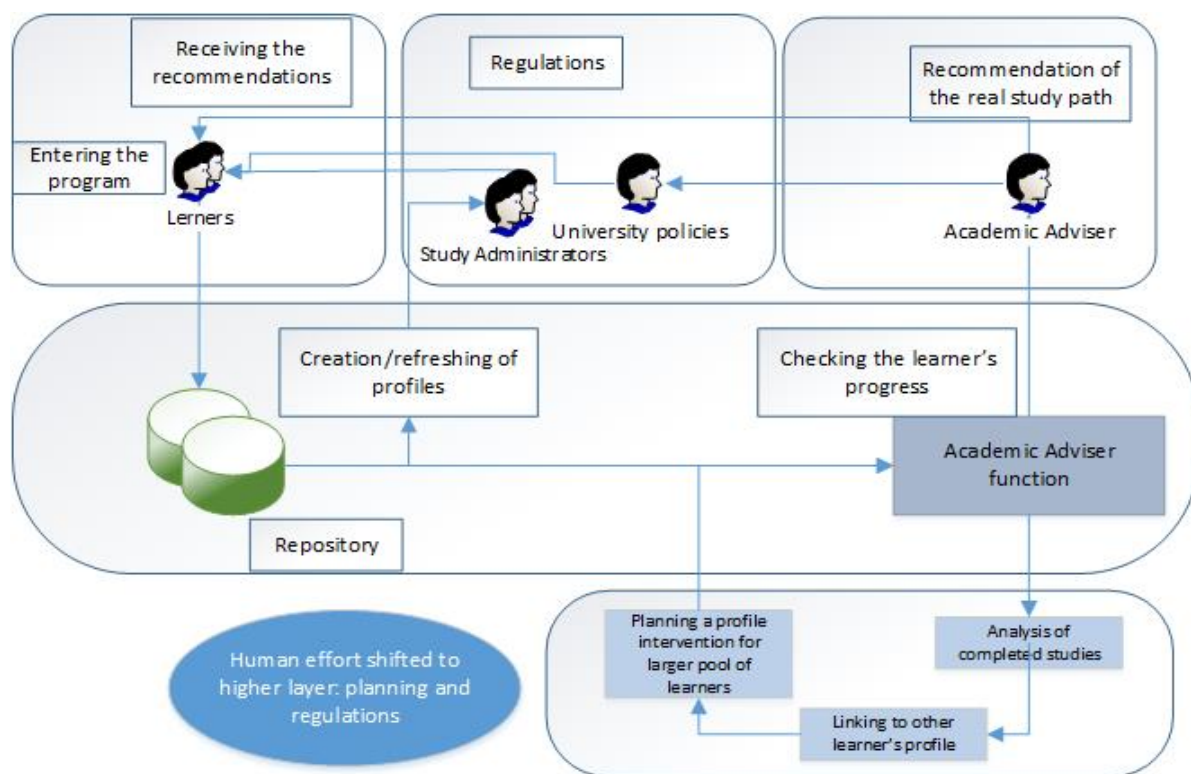 Receiving the
recommendations
Regulations
Recommendation of
the real study path
Entering the
program
Lerners
University policies
Study Administrators
Academic Adviser
Creation/refreshing of
profiles
Checking the learner's
progress
Academic Adviser
function
Repository
Planning a profile
intervention for
larger pool of
learners
Analysis of
completed studies
Linking to other
learner's profile
Human effort shifted to
higher layer: planning and
regulations